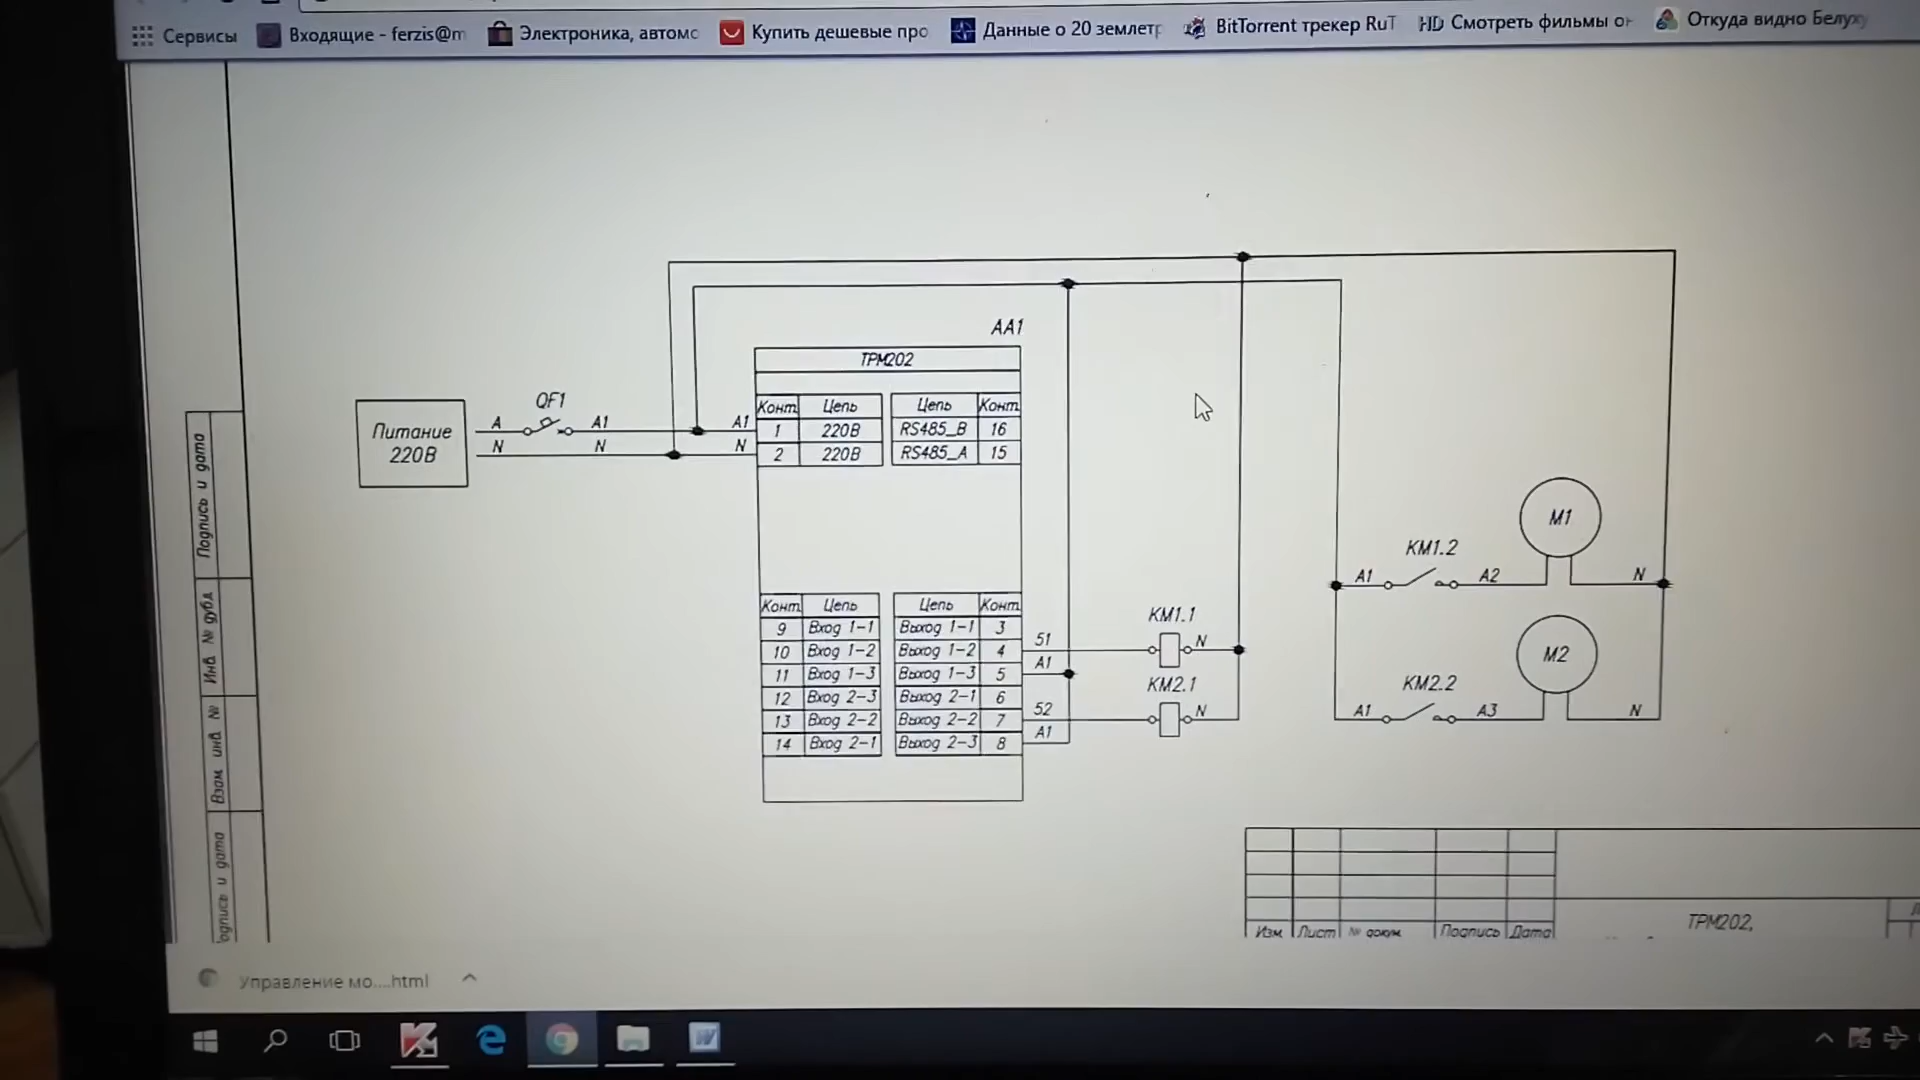 Сервисы
Входящие - ferzis@m
Электроника, автомо
Купить дешевые про
Данные о 20 землетр
BitTorrent трекер RuT
HD Смотреть фильмы он
Откуда видно Белуху
AA1
ТРМ202
QF1
Питание
220В
A
A1
A1
N
N
N
Конт. Цепь Цепь Конт.
1 220В RS485_B 16
2 220В RS485_A 15
Конт. Цепь Цепь Конт.
9 Вход 1-1 Выход 1-1 3
10 Вход 1-2 Выход 1-2 4
11 Вход 1-3 Выход 1-3 5
12 Вход 2-3 Выход 2-1 6
13 Вход 2-2 Выход 2-2 7
14 Вход 2-1 Выход 2-3 8
51
A1
52
A1
KM1.1
N
KM2.1
N
M1
KM1.2
A1
A2
N
M2
KM2.2
A1
A3
N
Подпись и дата
Инв. № дубл.
Взам. инв. №
Подпись и дата
Изм. Лист № докум. Подпись Дата
ТРМ202,
Управление мо....html